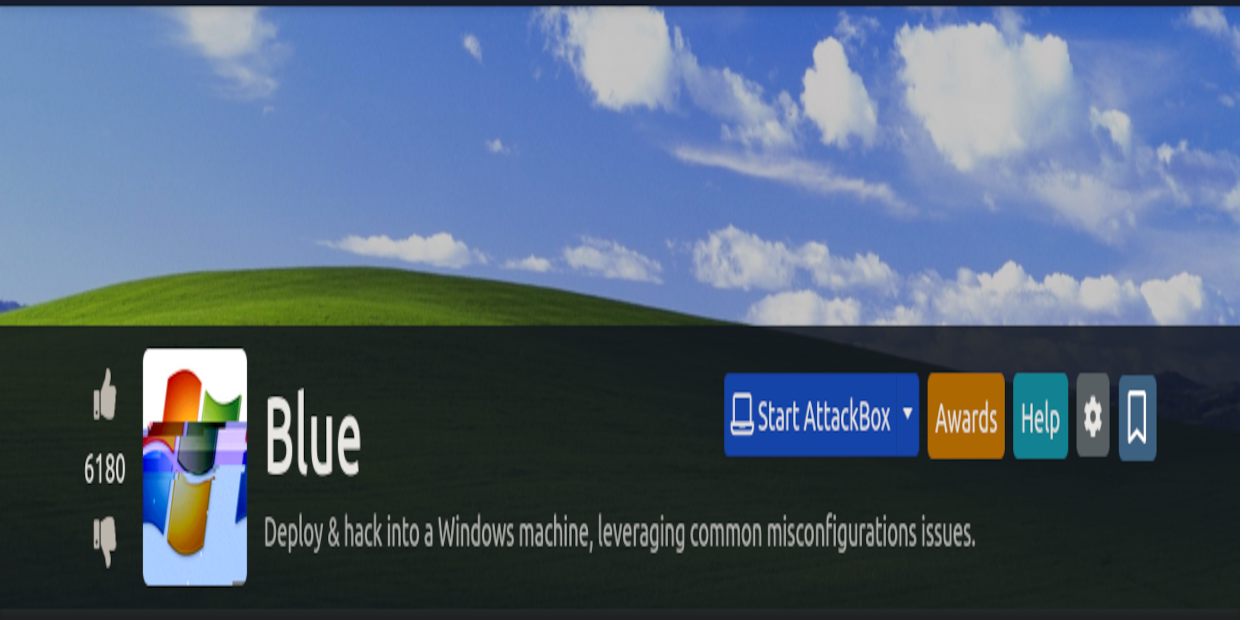 Blue
Start AttackBox
Awards
Help
6180
Deploy & hack into a Windows machine, leveraging common misconfigurations issues.